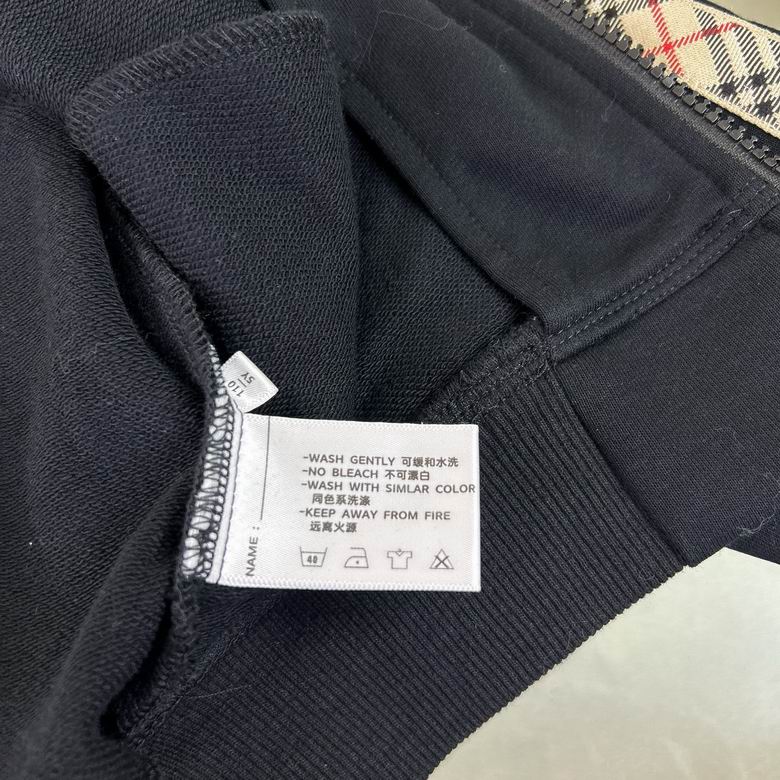 110
5Y
-WASH GENTLY 可缓和水洗
-NO BLEACH 不可漂白
-WASH WITH SIMLAR COLOR
同色系洗涤
-KEEP AWAY FROM FIRE
远离火源
NAME :
40